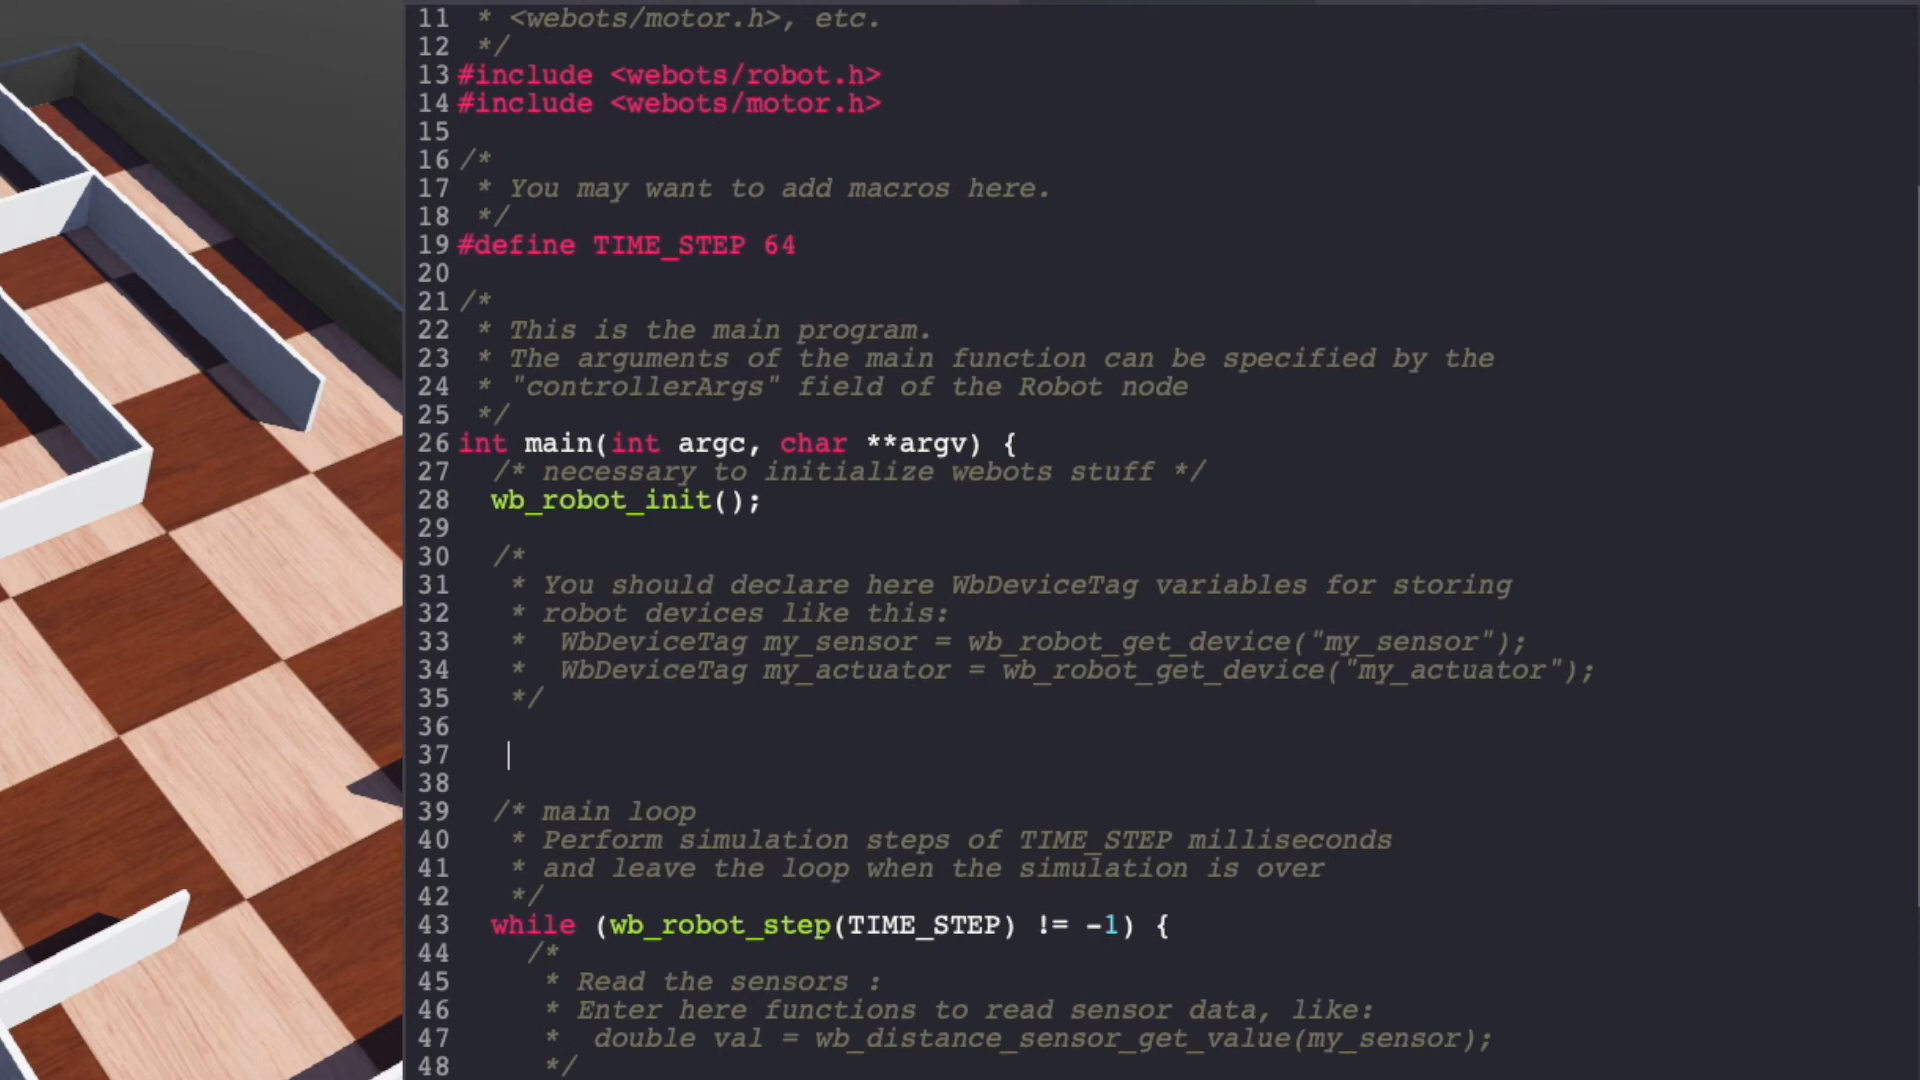 11 * <webots/motor.h>, etc.
12 */
13 #include <webots/robot.h>
14 #include <webots/motor.h>
15
16 /*
17 * You may want to add macros here.
18 */
19 #define TIME_STEP 64
20
21 /*
22 * This is the main program.
23 * The arguments of the main function can be specified by the
24 * "controllerArgs" field of the Robot node
25 */
26 int main(int argc, char **argv) {
27 /* necessary to initialize webots stuff */
28 wb_robot_init();
29
30 /*
31 * You should declare here WbDeviceTag variables for storing
32 * robot devices like this:
33 * WbDeviceTag my_sensor = wb_robot_get_device("my_sensor");
34 * WbDeviceTag my_actuator = wb_robot_get_device("my_actuator");
35 */
36
37
38
39 /* main loop
40 * Perform simulation steps of TIME_STEP milliseconds
41 * and leave the loop when the simulation is over
42 */
43 while (wb_robot_step(TIME_STEP) != -1) {
44 /*
45 * Read the sensors :
46 * Enter here functions to read sensor data, like:
47 * double val = wb_distance_sensor_get_value(my_sensor);
48 */